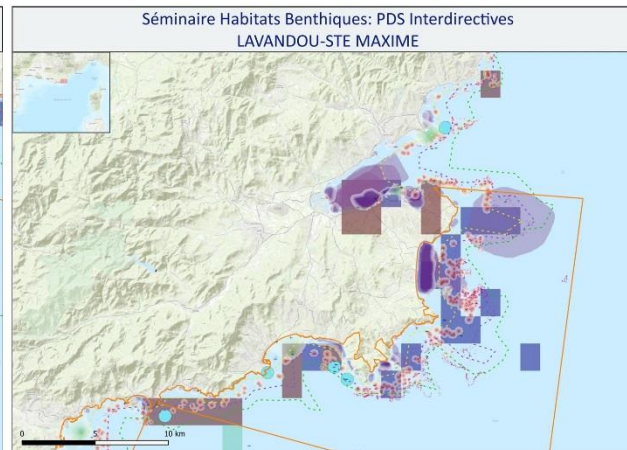 Séminaire Habitats Benthiques: PDS Interdirectives
LAVANDOU-STE MAXIME
0 5 10 km